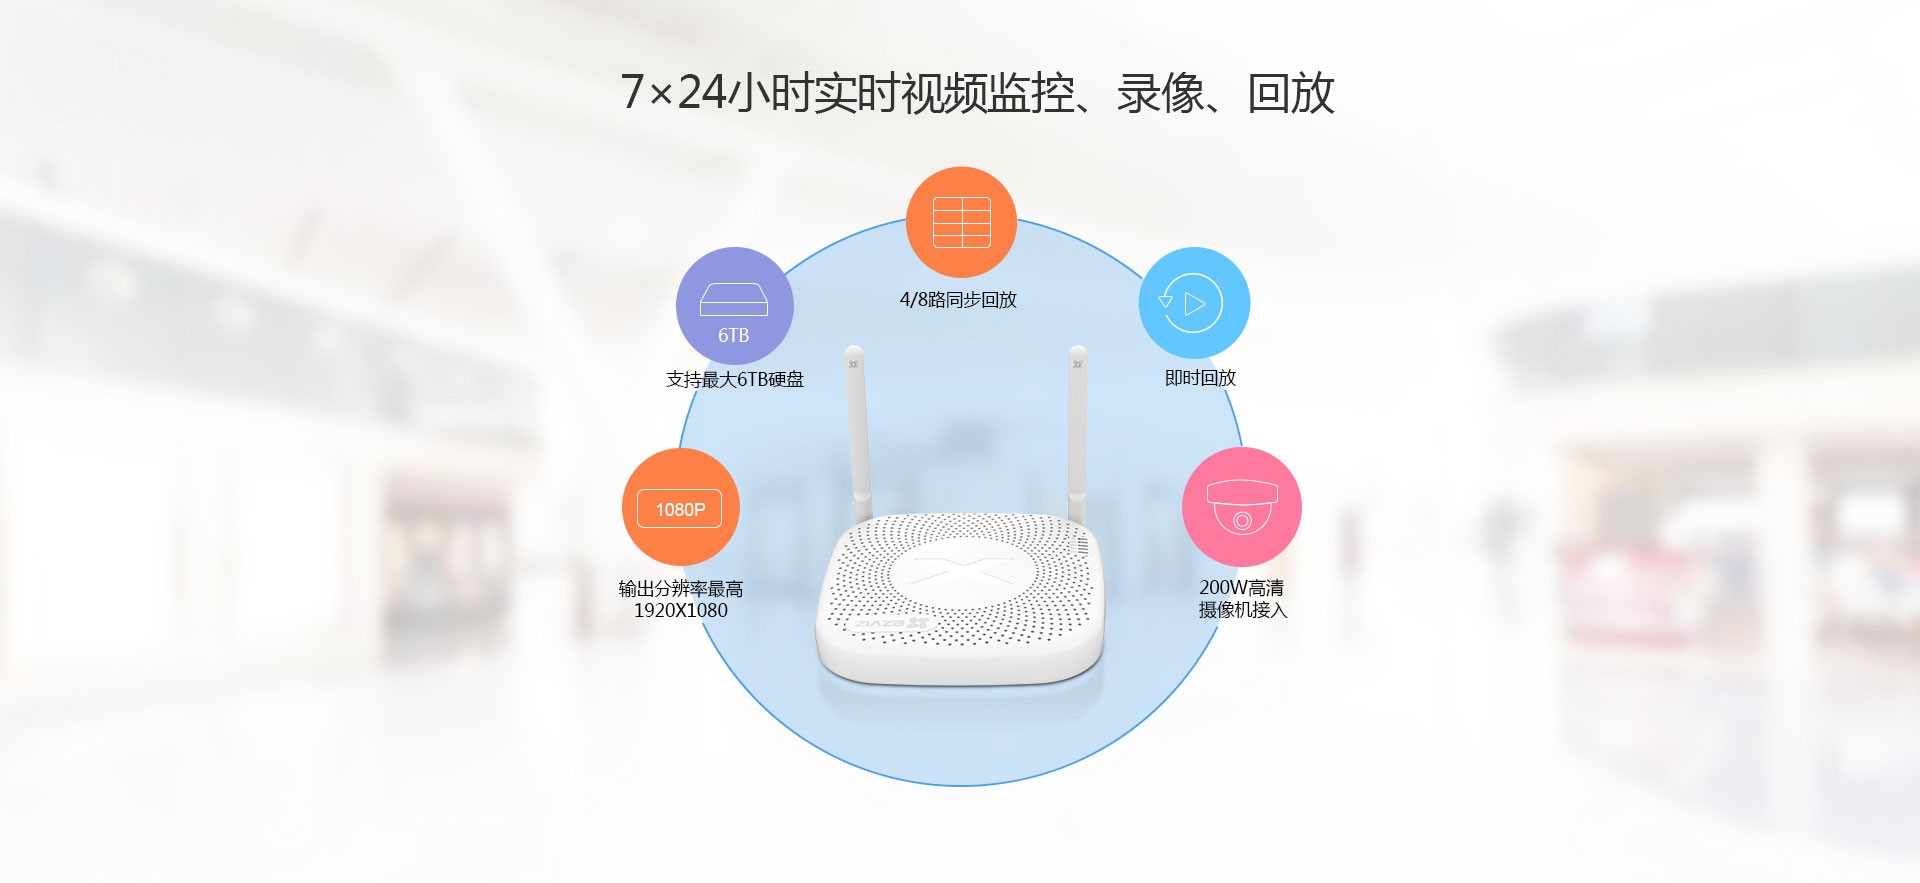 7×24小时实时视频监控、录像、回放
4/8路同步回放
6TB
支持最大6TB硬盘
即时回放
1080P
输出分辨率最高
1920X1080
200W高清
摄像机接入
EZVIZ